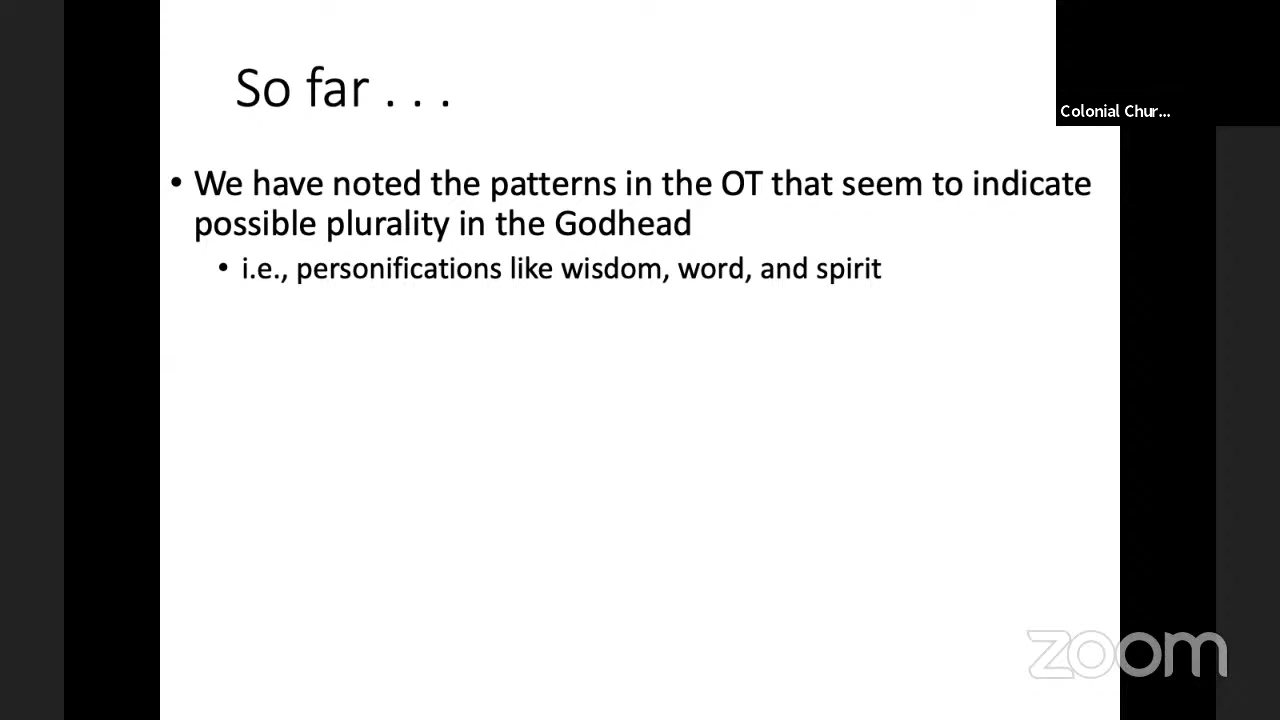 So far . . .
Colonial Chur...
• We have noted the patterns in the OT that seem to indicate
possible plurality in the Godhead
• i.e., personifications like wisdom, word, and spirit
zoom